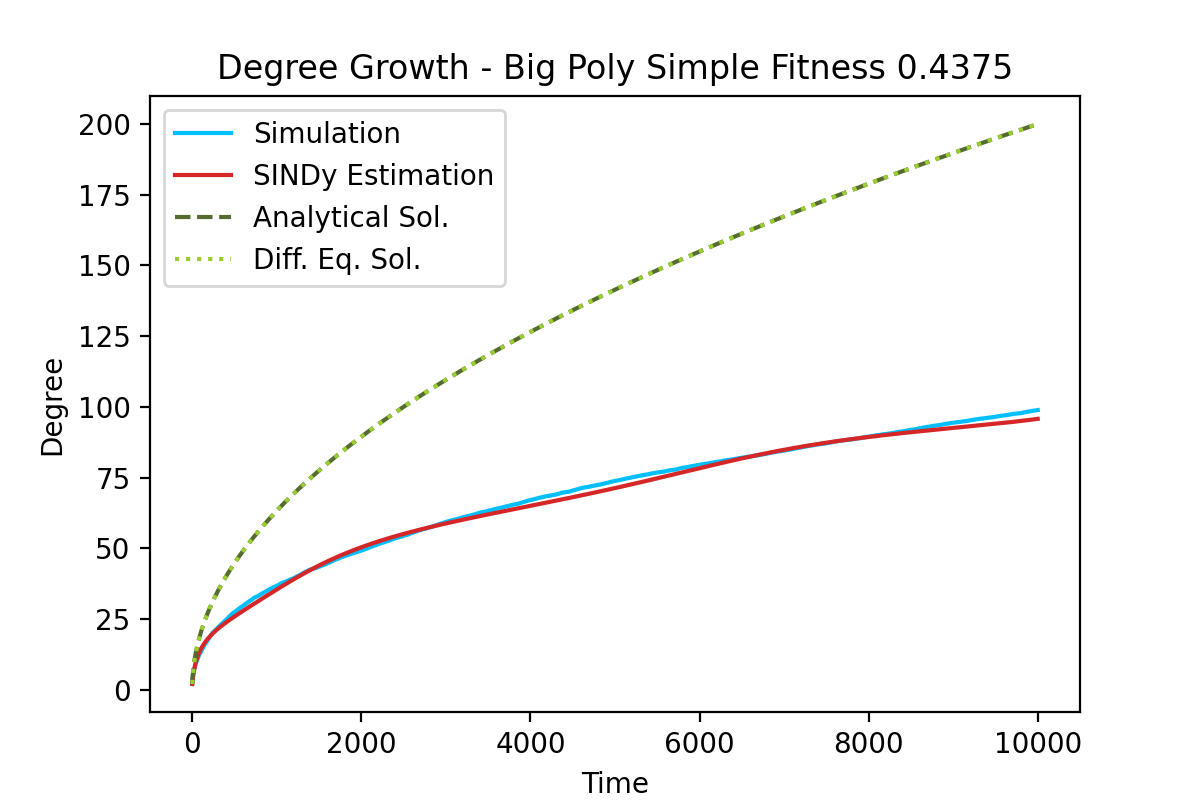 Degree Growth - Big Poly Simple Fitness 0.4375
Simulation
SINDy Estimation
Analytical Sol.
Diff. Eq. Sol.
200
175
150
125
100
75
50
25
0
Degree
0 2000 4000 6000 8000 10000
Time